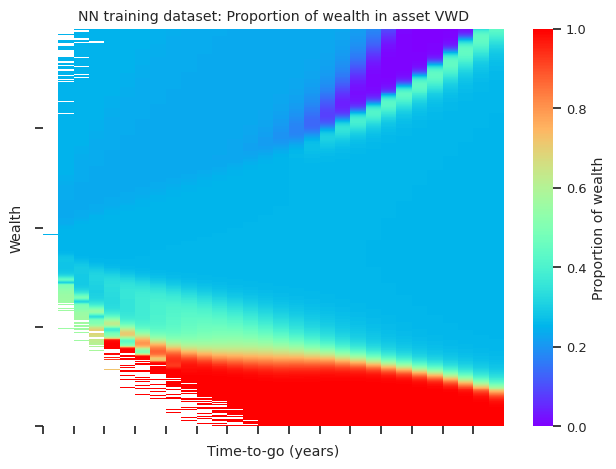 NN training dataset: Proportion of wealth in asset VWD
Wealth
Time-to-go (years)
1.0
0.8
0.6
0.4
0.2
0.0
Proportion of wealth